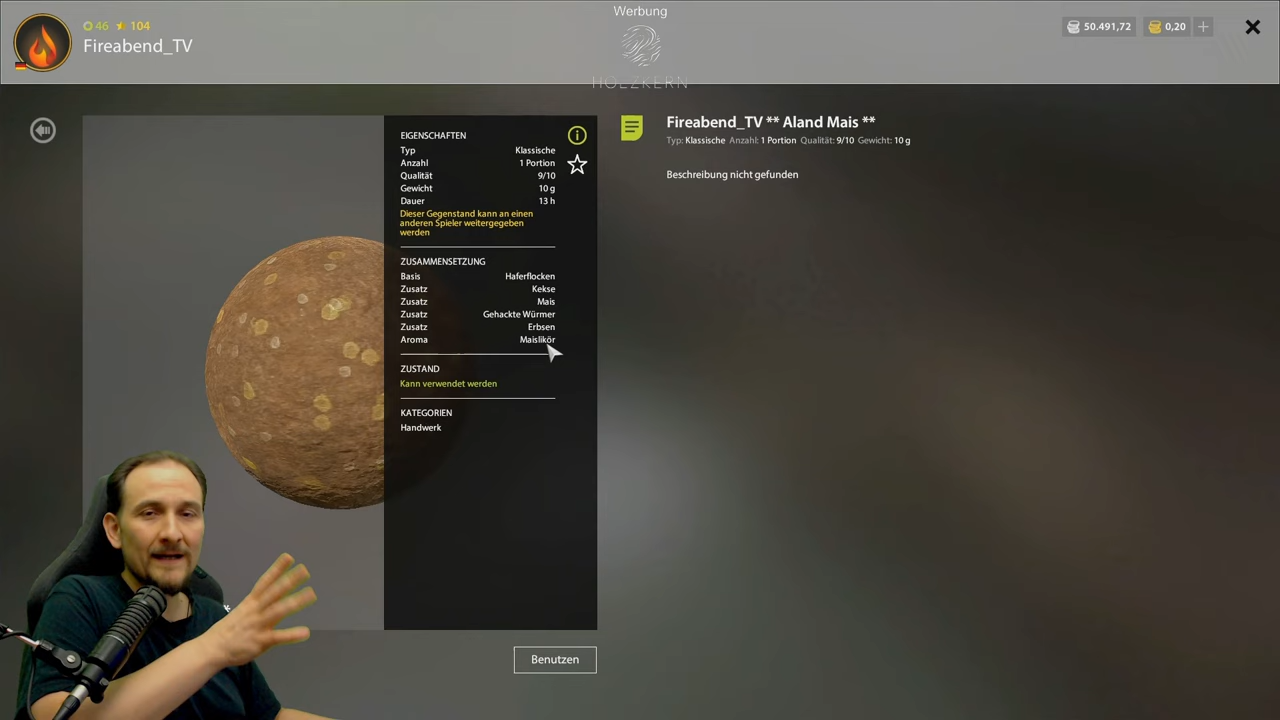 Werbung
HOLZKERN
46 104
Fireabend_TV
50.491,72 0,20
EIGENSCHAFTEN
Typ Klassische
Anzahl 1 Portion
Qualität 9/10
Gewicht 10 g
Dauer 13 h
Dieser Gegenstand kann an einen
anderen Spieler weitergegeben
werden
ZUSAMMENSETZUNG
Basis Haferflocken
Zusatz Kekse
Zusatz Mais
Zusatz Gehackte Würmer
Zusatz Erbsen
Aroma Maislikör
ZUSTAND
Kann verwendet werden
KATEGORIEN
Handwerk
*
Benutzen
Fireabend_TV ** Aland Mais **
Typ: Klassische Anzahl: 1 Portion Qualität: 9/10 Gewicht: 10 g
Beschreibung nicht gefunden